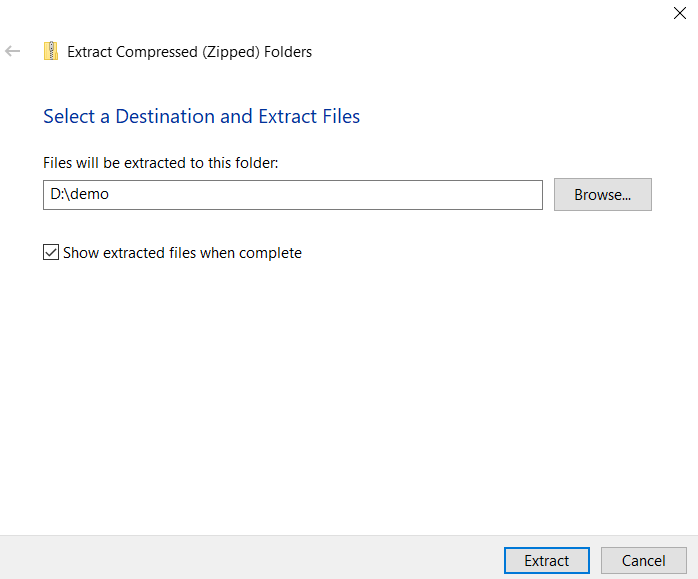 Extract Compressed (Zipped) Folders
Select a Destination and Extract Files
Files will be extracted to this folder:
D:\demo
Browse...
Show extracted files when complete
Extract
Cancel